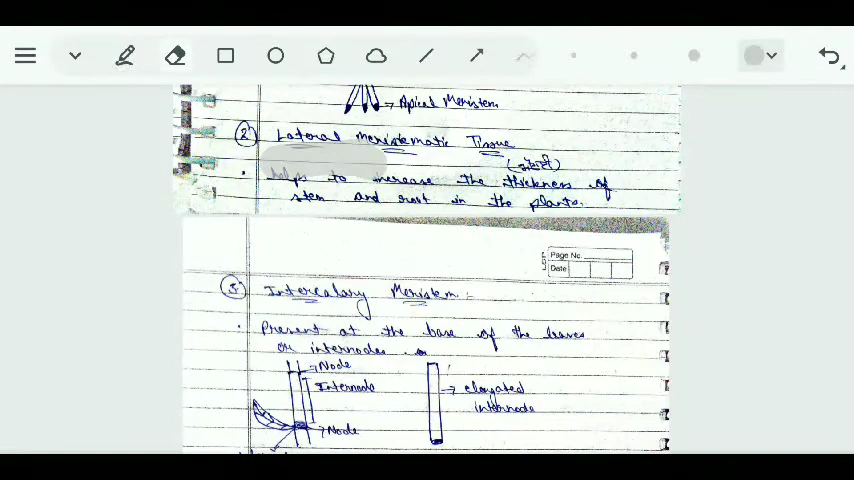 → Apical Meristem
② Lateral Meristematic Tissue
(मोटाई)
• helps to increase the thickness of
stem and root in the plants.
Page No.
Date
③ Intercalary Meristem :-
• Present at the base of the leaves
or internodes.
→ Node
Internode
→ elongated
internode
→ Node